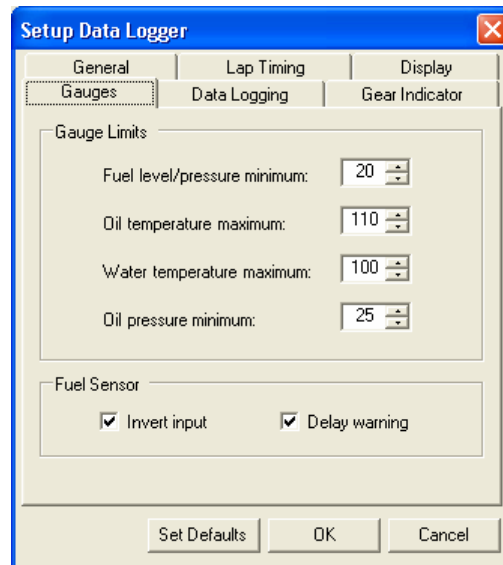 Setup Data Logger
General Lap Timing Display
Gauges Data Logging Gear Indicator
Gauge Limits
Fuel level/pressure minimum: 20
Oil temperature maximum: 110
Water temperature maximum: 100
Oil pressure minimum: 25
Fuel Sensor
Invert input Delay warning
Set Defaults OK Cancel